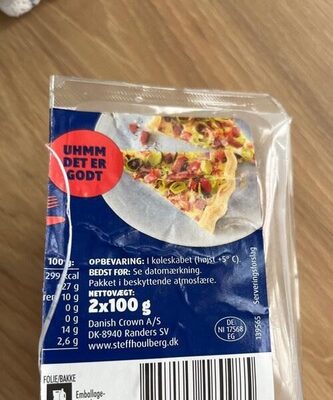 UHMM
DET ER
GODT
100 g:
299 kcal
27 g
10 g
0 g
0 g
14 g
2,6 g
OPBEVARING: I køleskabet (højst +5° C).
BEDST FØR: Se datomærkning.
Pakket i beskyttende atmosfære.
NETTOVÆGT:
2x100 g
Danish Crown A/S
DK-8940 Randers SV
www.steffhoulberg.dk
DE
NI 17568
EG
Serveringsforslag
139565
FOLIE/BAKKE
Emballage-